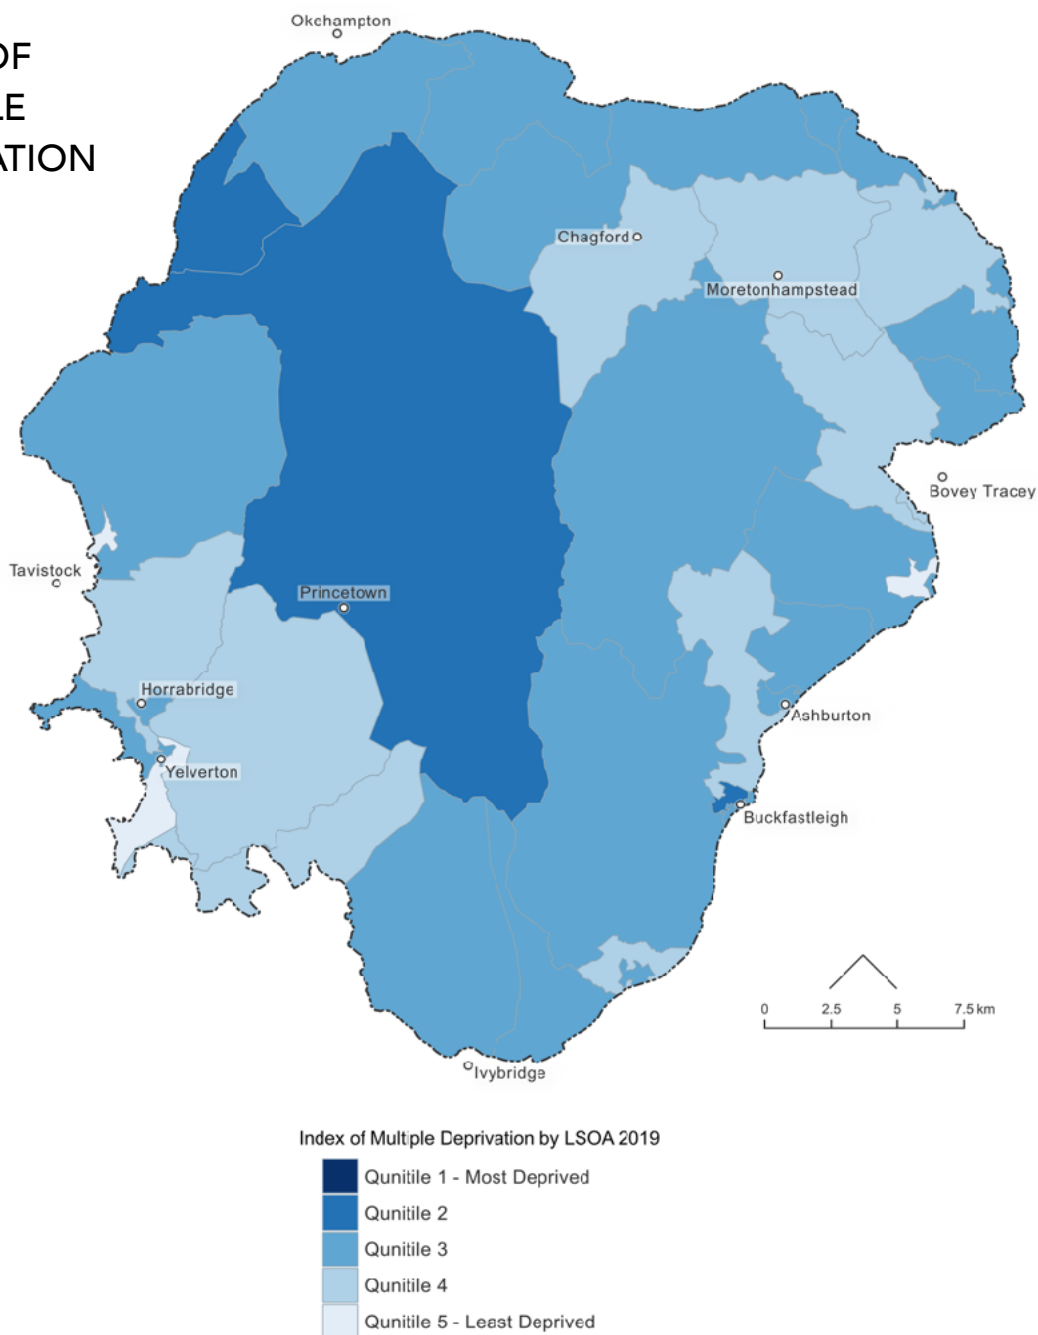 OF
LE
ATION
Okehampton
Chagford
Moretonhampstead
Bovey Tracey
Tavistock
Princetown
Horrabridge
Ashburton
Yelverton
Buckfastleigh
0 2.5 5 7.5 km
Ivybridge
Index of Multiple Deprivation by LSOA 2019
Qunitile 1 - Most Deprived
Qunitile 2
Qunitile 3
Qunitile 4
Qunitile 5 - Least Deprived